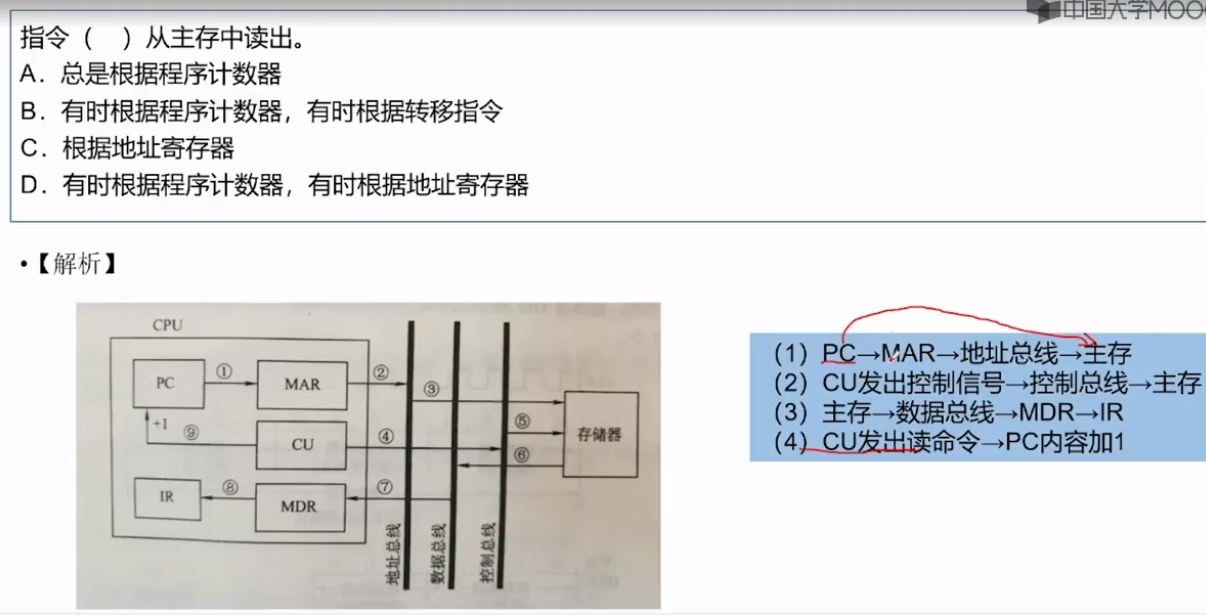 中国大学MOO
指令（　）从主存中读出。
A．总是根据程序计数器
B．有时根据程序计数器，有时根据转移指令
C．根据地址寄存器
D．有时根据程序计数器，有时根据地址寄存器
•【解析】
CPU
PC
①
MAR
②
③
+1
⑨
CU
④
⑤
⑥
存储器
IR
⑧
MDR
⑦
地址总线
数据总线
控制总线
（1）PC→MAR→地址总线→主存
（2）CU发出控制信号→控制总线→主存
（3）主存→数据总线→MDR→IR
（4）CU发出读命令→PC内容加1